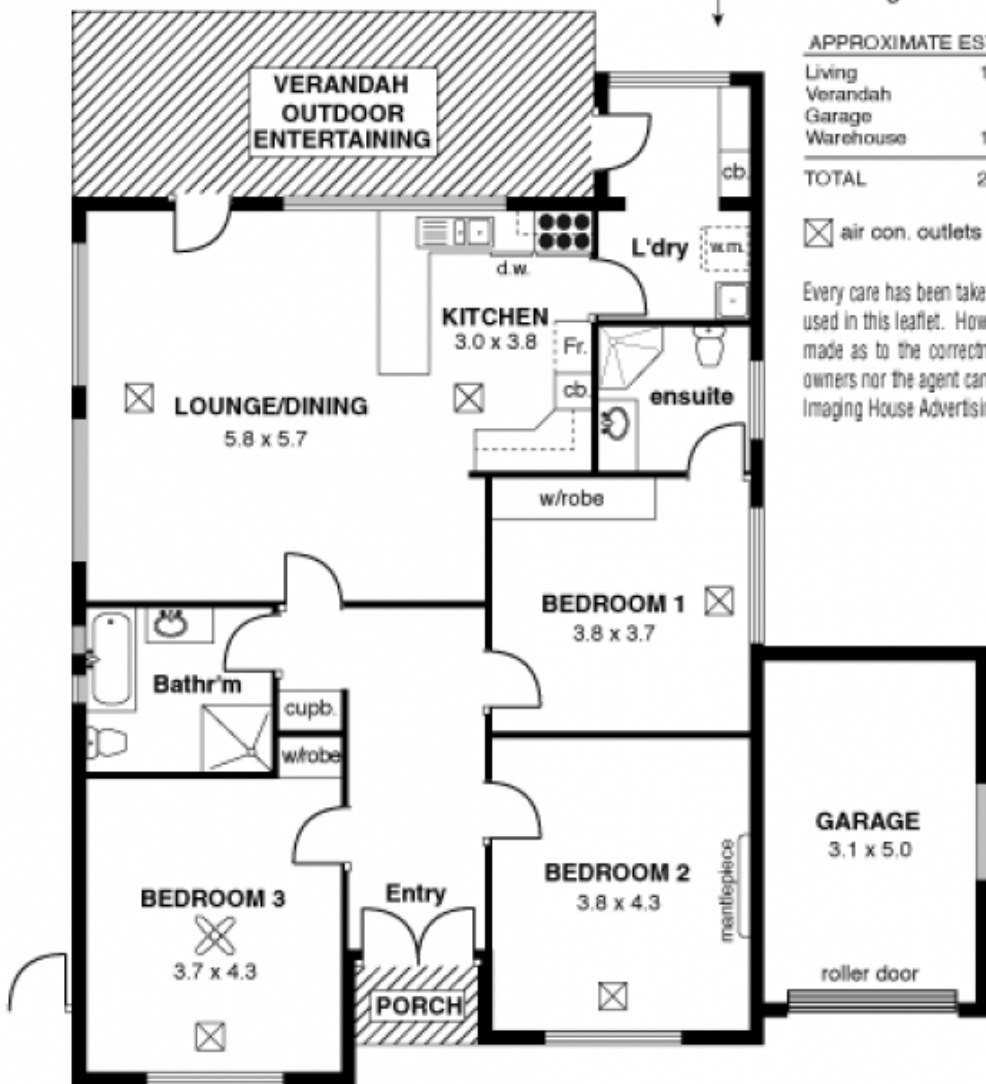 VERANDAH
OUTDOOR
ENTERTAINING
APPROXIMATE
Living 1
Verandah
Garage
Warehouse 1
TOTAL 2
air con. outlets
Every care has been take
used in this leaflet. How
made as to the
owners nor the agent can
Imaging House
cb.
L'dry
w.m.
d.w.
KITCHEN
3.0 x 3.8
Fr.
cb.
LOUNGE/DINING
5.8 x 5.7
ensuite
w/robe
BEDROOM 1
3.8 x 3.7
Bathr'm
cupb.
w/robe
GARAGE
3.1 x 5.0
BEDROOM 2
3.8 x 4.3
mantlepiece
BEDROOM 3
3.7 x 4.3
Entry
PORCH
roller door